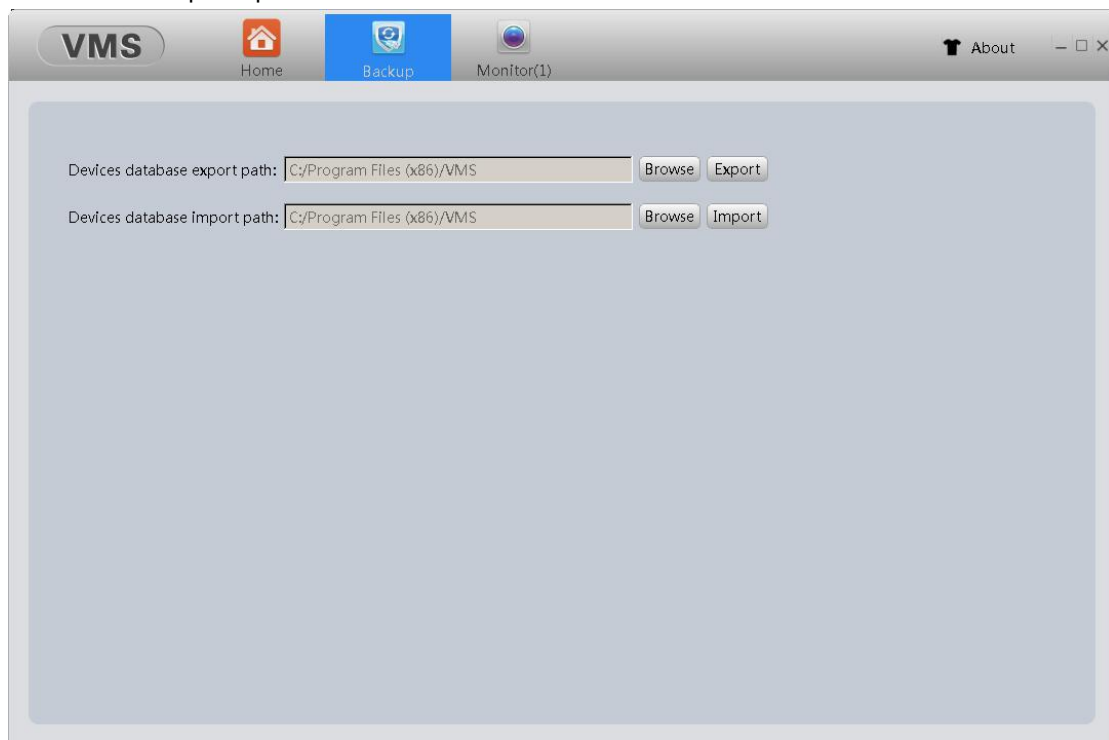 VMS
Home
Backup
Monitor(1)
About
Devices database export path: C:/Program Files (x86)/VMS Browse Export
Devices database import path: C:/Program Files (x86)/VMS Browse Import